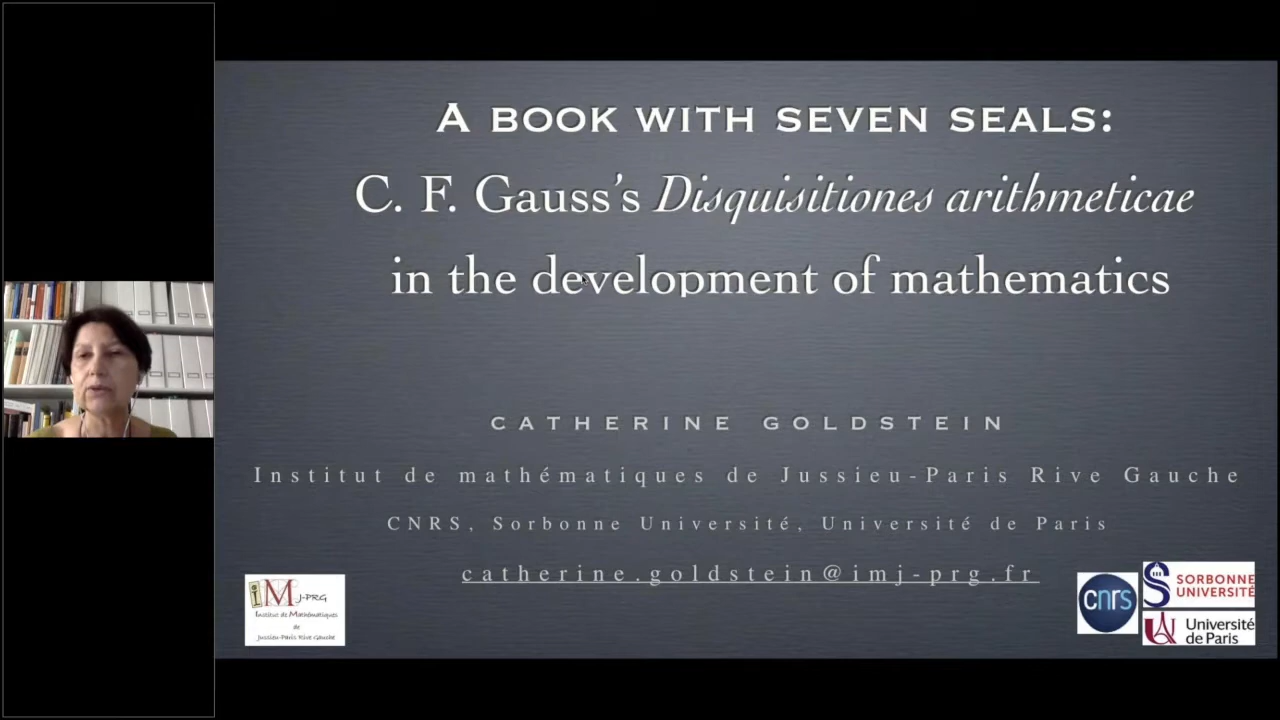 A BOOK WITH SEVEN SEALS:
C. F. Gauss's Disquisitiones arithmeticae
in the development of mathematics
CATHERINE GOLDSTEIN
Institut de mathématiques de Jussieu-Paris Rive Gauche
CNRS, Sorbonne Université, Université de Paris
catherine.goldstein@imj-prg.fr
iMJ-PRG
Institut de Mathématiques
de
Jussieu-Paris Rive Gauche
cnrs
SORBONNE
UNIVERSITÉ
Université
de Paris